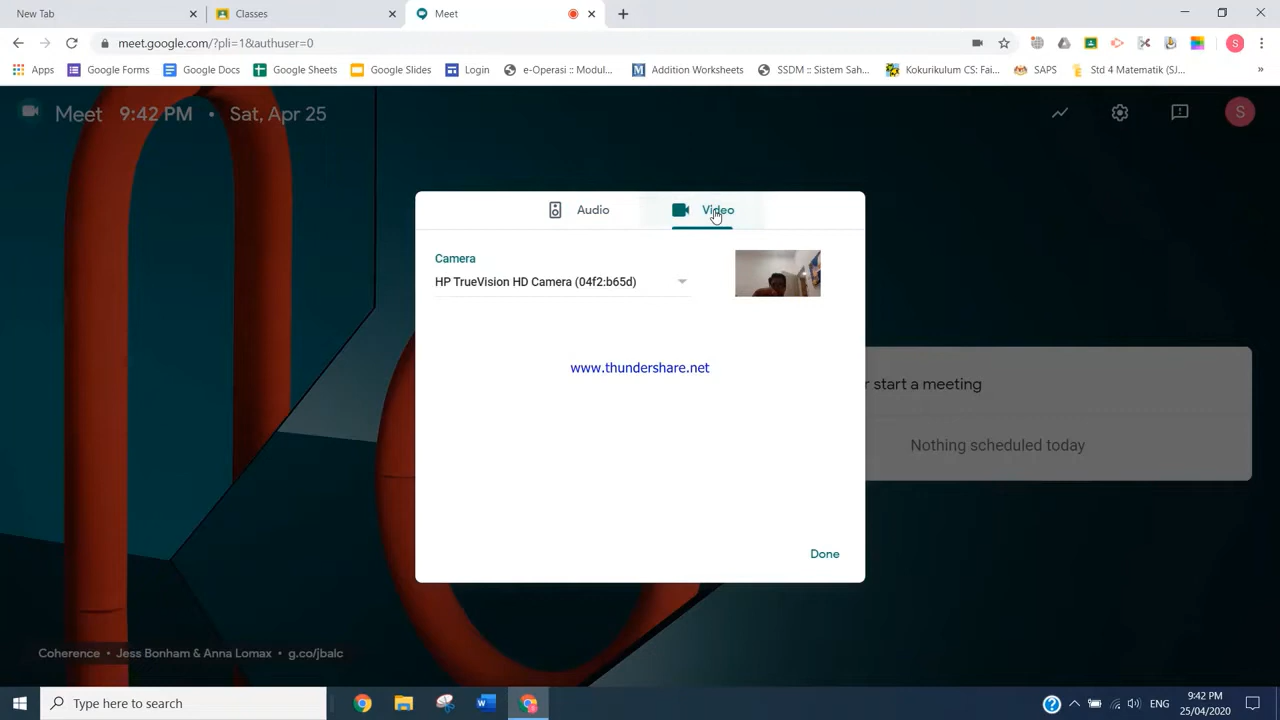 New Tab
Classes
Meet
meet.google.com/?pli=1&authuser=0
S
Apps
Google Forms
Google Docs
Google Sheets
Google Slides
Login
e-Operasi :: Modul...
Addition Worksheets
SSDM :: Sistem Sah...
Kokurikulum CS: Fai...
SAPS
Std 4 Matematik (SJ...
»
Meet 9:42 PM • Sat, Apr 25
S
Audio
Video
Camera
HP TrueVision HD Camera (04f2:b65d)
www.thundershare.net
r start a meeting
Nothing scheduled today
Done
Coherence • Jess Bonham & Anna Lomax • g.co/jbalc
Type here to search
ENG
9:42 PM
25/04/2020